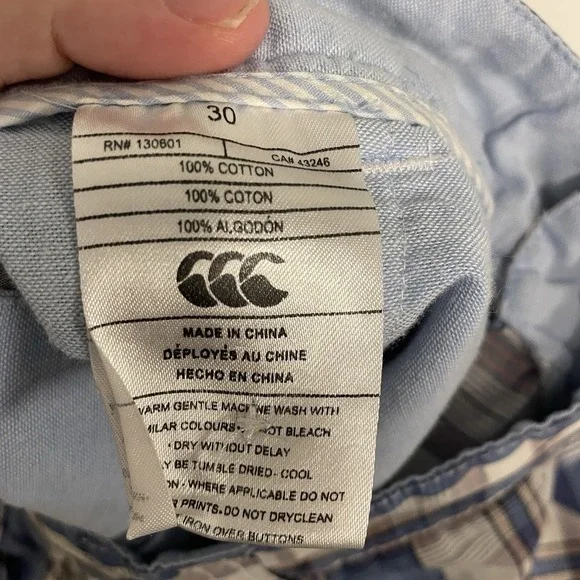 30
RN# 130601 CA# 43246
100% COTTON
100% COTON
100% ALGODÓN
MADE IN CHINA
DÉPLOYÉS AU CHINE
HECHO EN CHINA
WARM GENTLE MACHINE WASH WITH
COLOURS· NOT BLEACH
· DRY WITHOUT DELAY
BE TUMBLE DRIED- COOL
· WHERE APPLICABLE DO NOT
PRINTS· DO NOT DRYCLEAN
IRON OVER BUTTONS